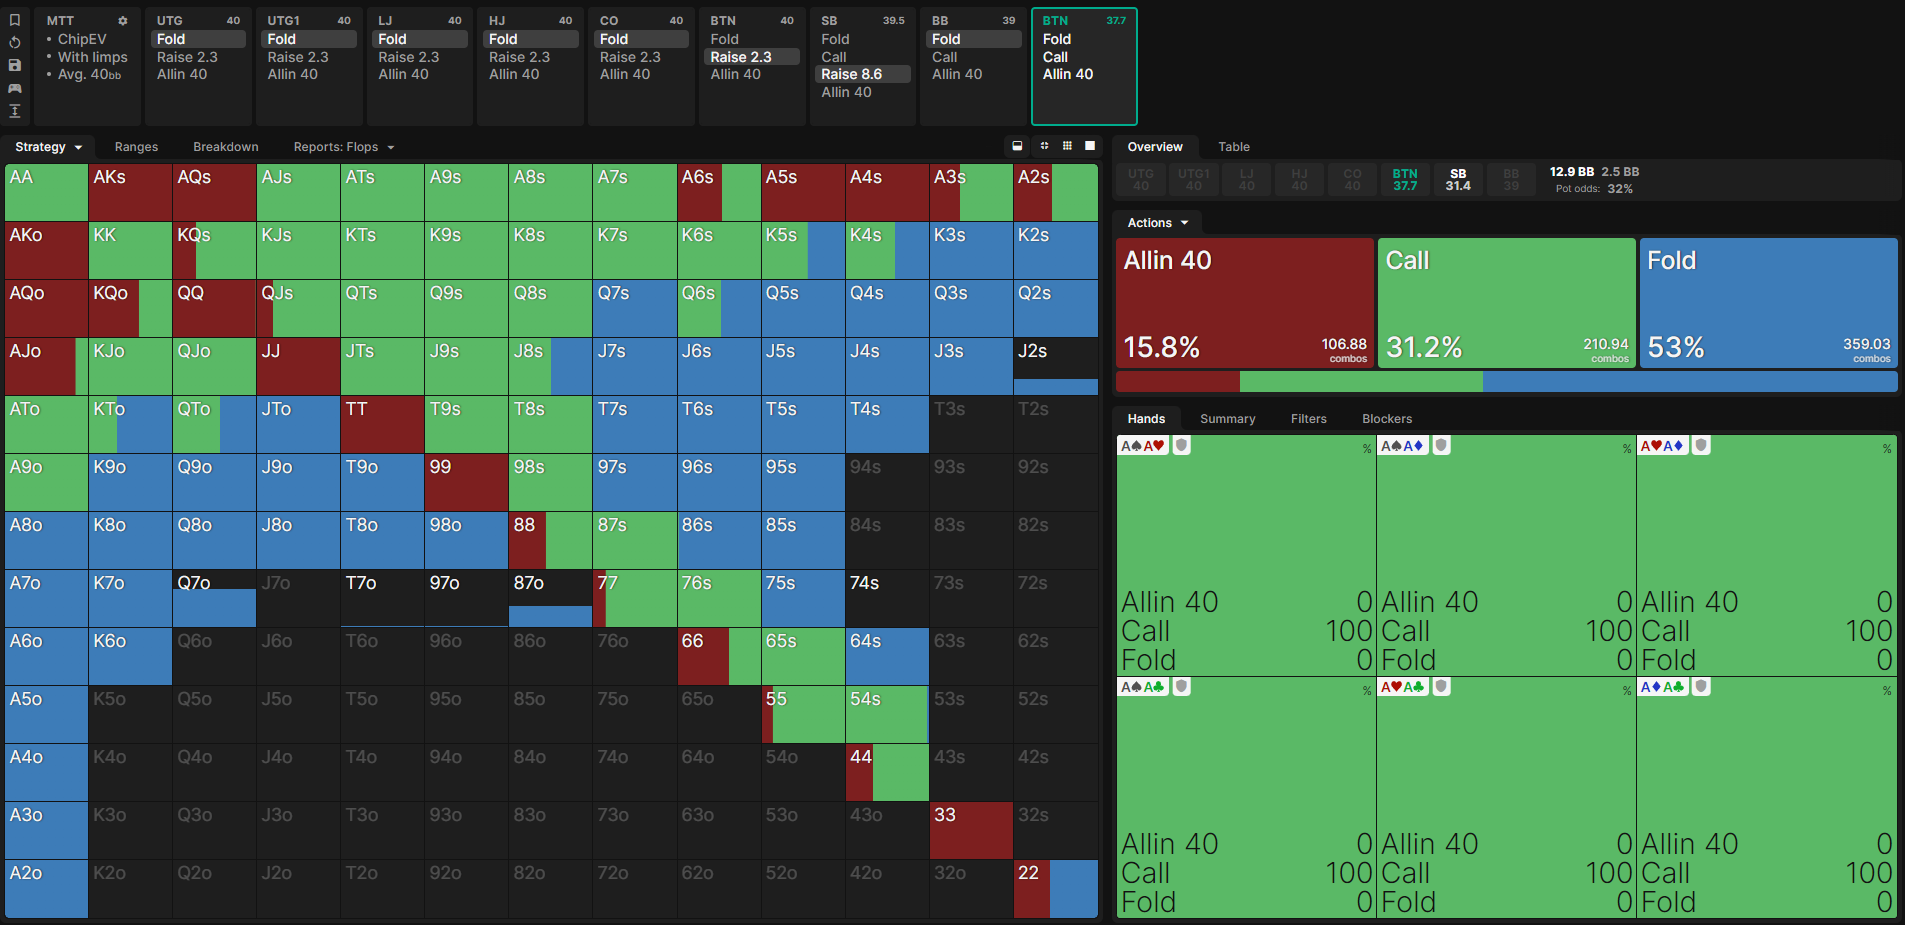 MTT
• ChipEV
• With limps
• Avg. 40bb
UTG 40
Fold
Raise 2.3
Allin 40
UTG1 40
Fold
Raise 2.3
Allin 40
LJ 40
Fold
Raise 2.3
Allin 40
HJ 40
Fold
Raise 2.3
Allin 40
CO 40
Fold
Raise 2.3
Allin 40
BTN 40
Fold
Raise 2.3
Allin 40
SB 39.5
Fold
Call
Raise 8.6
Allin 40
BB 39
Fold
Call
Allin 40
BTN 37.7
Fold
Call
Allin 40
Strategy Ranges Breakdown Reports: Flops
AA AKs AQs AJs ATs A9s A8s A7s A6s A5s A4s A3s A2s
AKo KK KQs KJs KTs K9s K8s K7s K6s K5s K4s K3s K2s
AQo KQo QQ QJs QTs Q9s Q8s Q7s Q6s Q5s Q4s Q3s Q2s
AJo KJo QJo JJ JTs J9s J8s J7s J6s J5s J4s J3s J2s
ATo KTo QTo JTo TT T9s T8s T7s T6s T5s T4s T3s T2s
A9o K9o Q9o J9o T9o 99 98s 97s 96s 95s 94s 93s 92s
A8o K8o Q8o J8o T8o 98o 88 87s 86s 85s 84s 83s 82s
A7o K7o Q7o J7o T7o 97o 87o 77 76s 75s 74s 73s 72s
A6o K6o Q6o J6o T6o 96o 86o 76o 66 65s 64s 63s 62s
A5o K5o Q5o J5o T5o 95o 85o 75o 65o 55 54s 53s 52s
A4o K4o Q4o J4o T4o 94o 84o 74o 64o 54o 44 43s 42s
A3o K3o Q3o J3o T3o 93o 83o 73o 63o 53o 43o 33 32s
A2o K2o Q2o J2o T2o 92o 82o 72o 62o 52o 42o 32o 22
Overview Table
UTG UTG1 LJ HJ CO BTN SB BB
40 40 40 40 40 37.7 31.4 39
12.9 BB 2.5 BB
Pot odds: 32%
Actions
Allin 40
15.8% 106.88
combos
Call
31.2% 210.94
combos
Fold
53% 359.03
combos
Hands Summary Filters Blockers
A♠A♥ % A♠A♦ % A♥A♦ %
Allin 40 0 Allin 40 0 Allin 40 0
Call 100 Call 100 Call 100
Fold 0 Fold 0 Fold 0
A♠A♣ % A♥A♣ % A♦A♣ %
Allin 40 0 Allin 40 0 Allin 40 0
Call 100 Call 100 Call 100
Fold 0 Fold 0 Fold 0